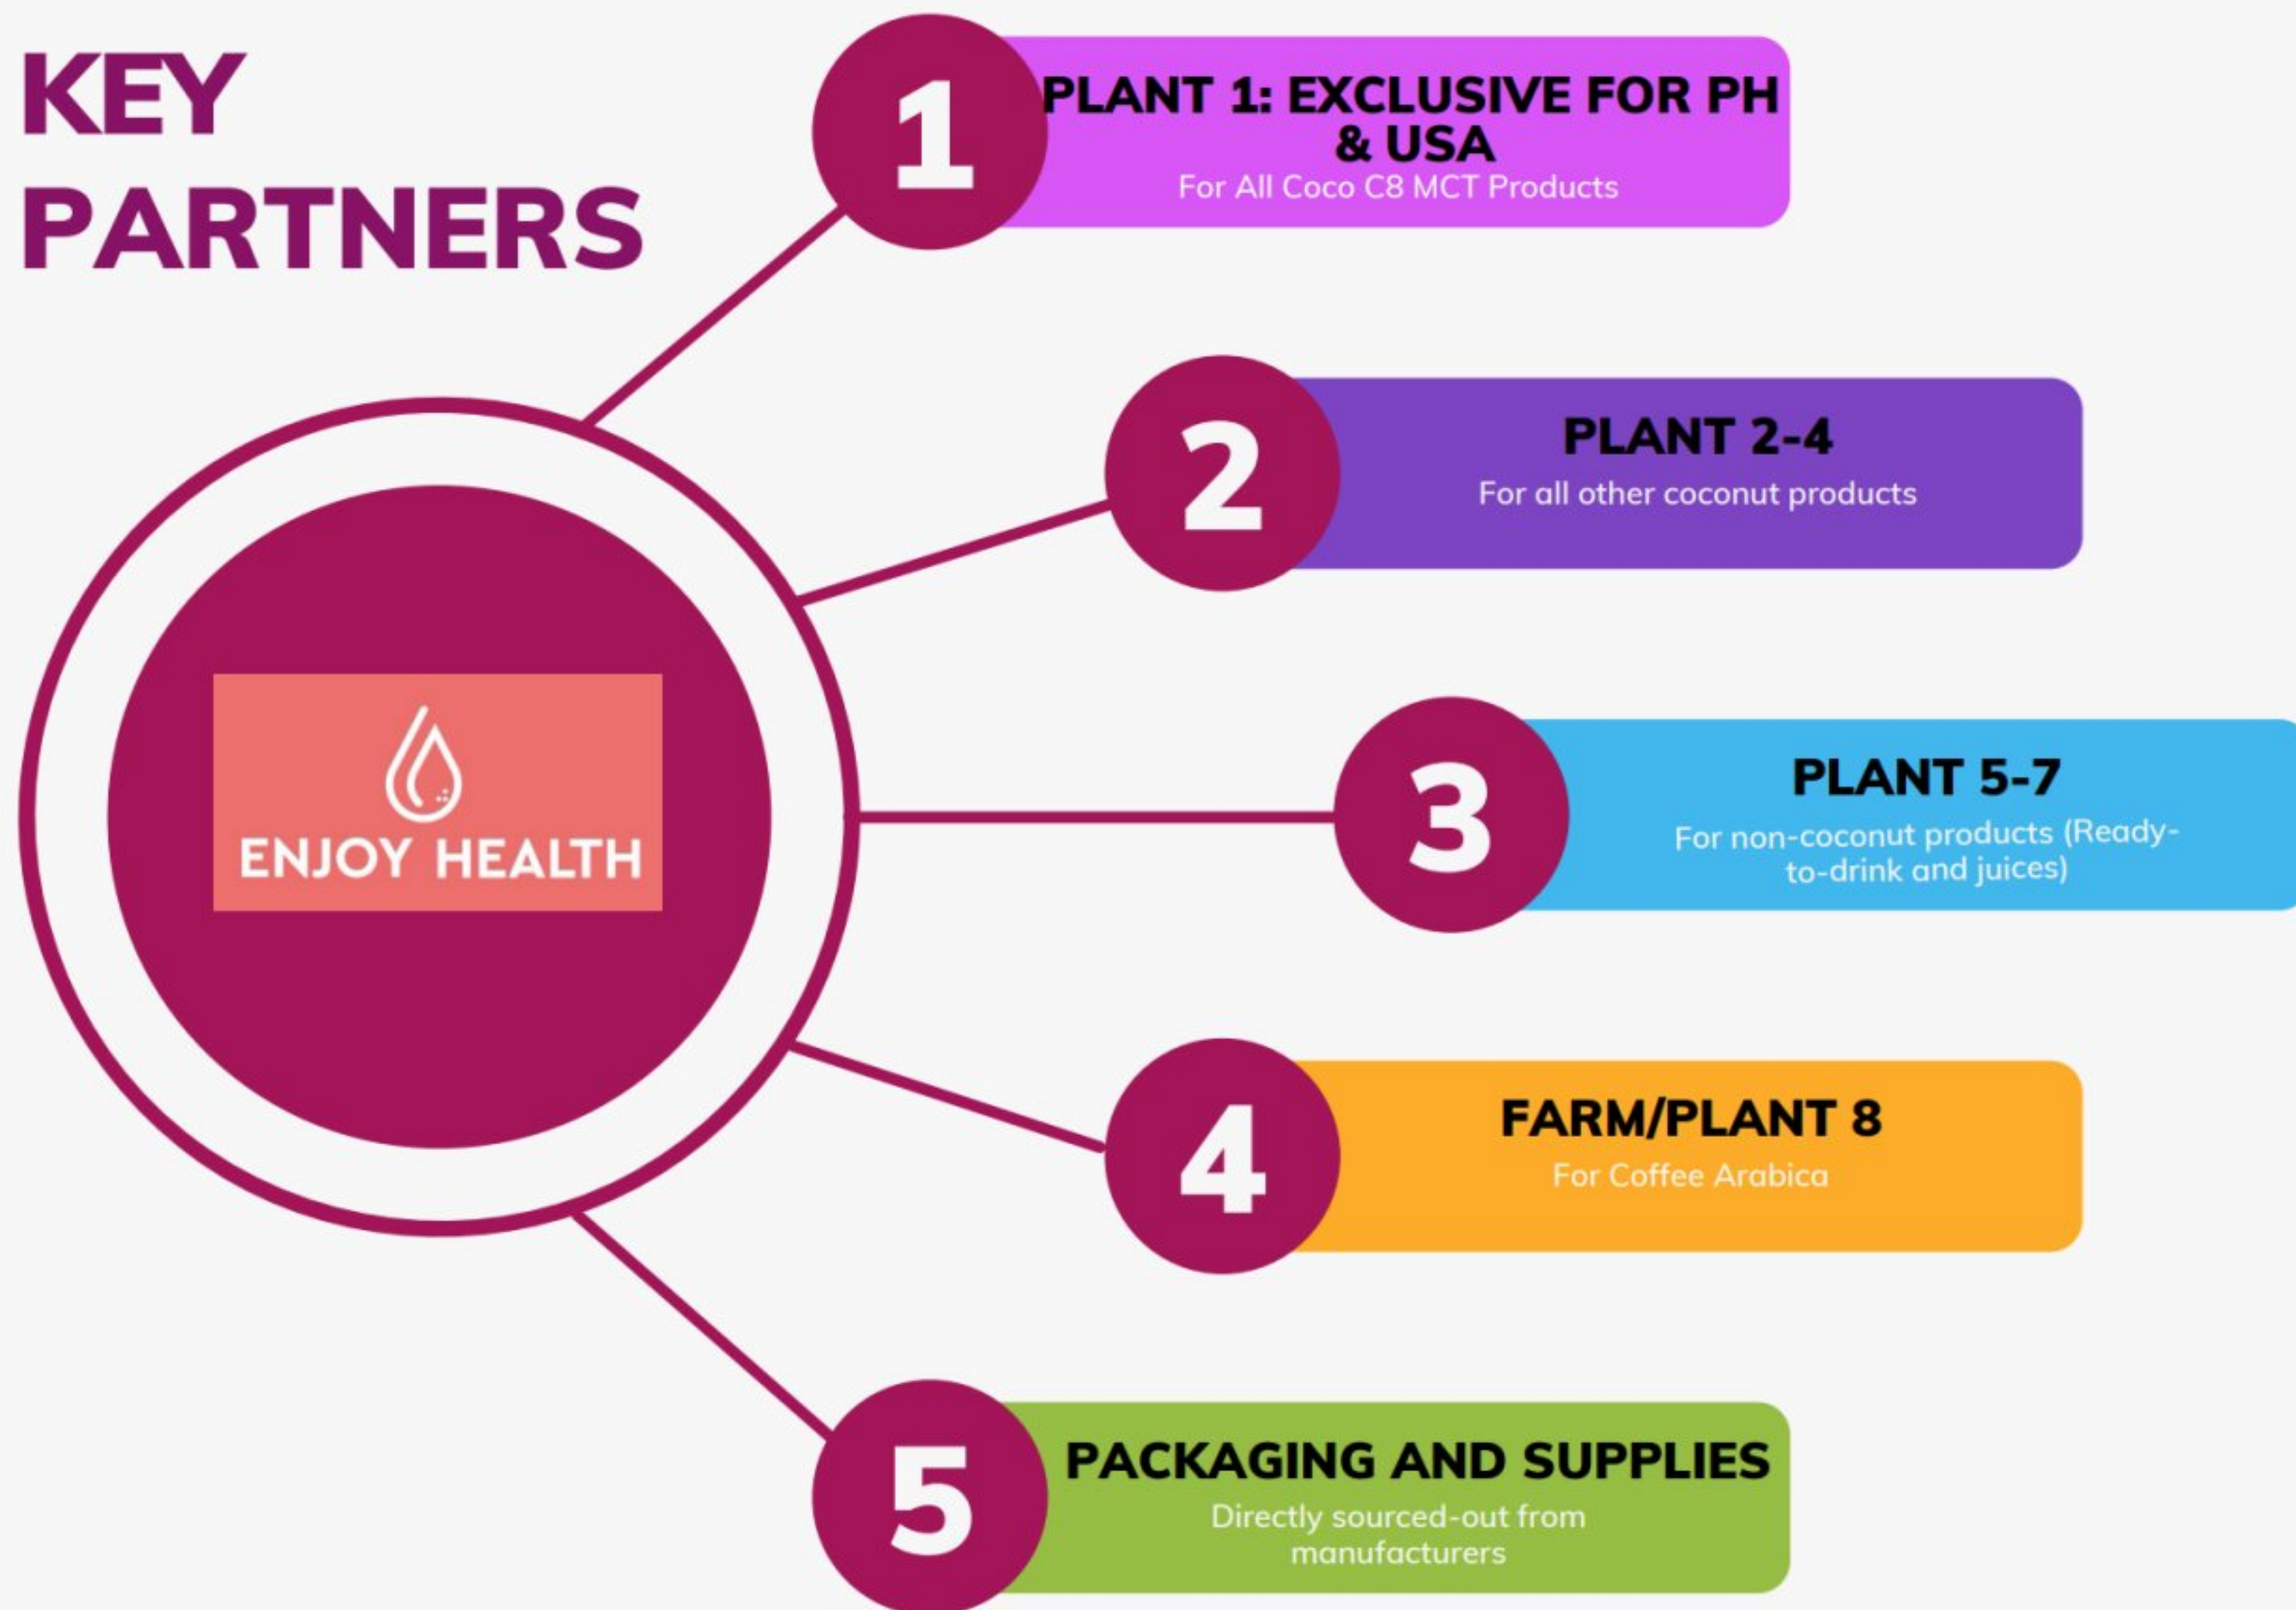 KEY
PARTNERS
1
PLANT 1: EXCLUSIVE FOR PH
& USA
For All Coco C8 MCT Products
2
PLANT 2-4
For all other coconut products
ENJOY HEALTH
3
PLANT 5-7
For non-coconut products (Ready-
to-drink and juices)
4
FARM/PLANT 8
For Coffee Arabica
5
PACKAGING AND SUPPLIES
Directly sourced-out from
manufacturers